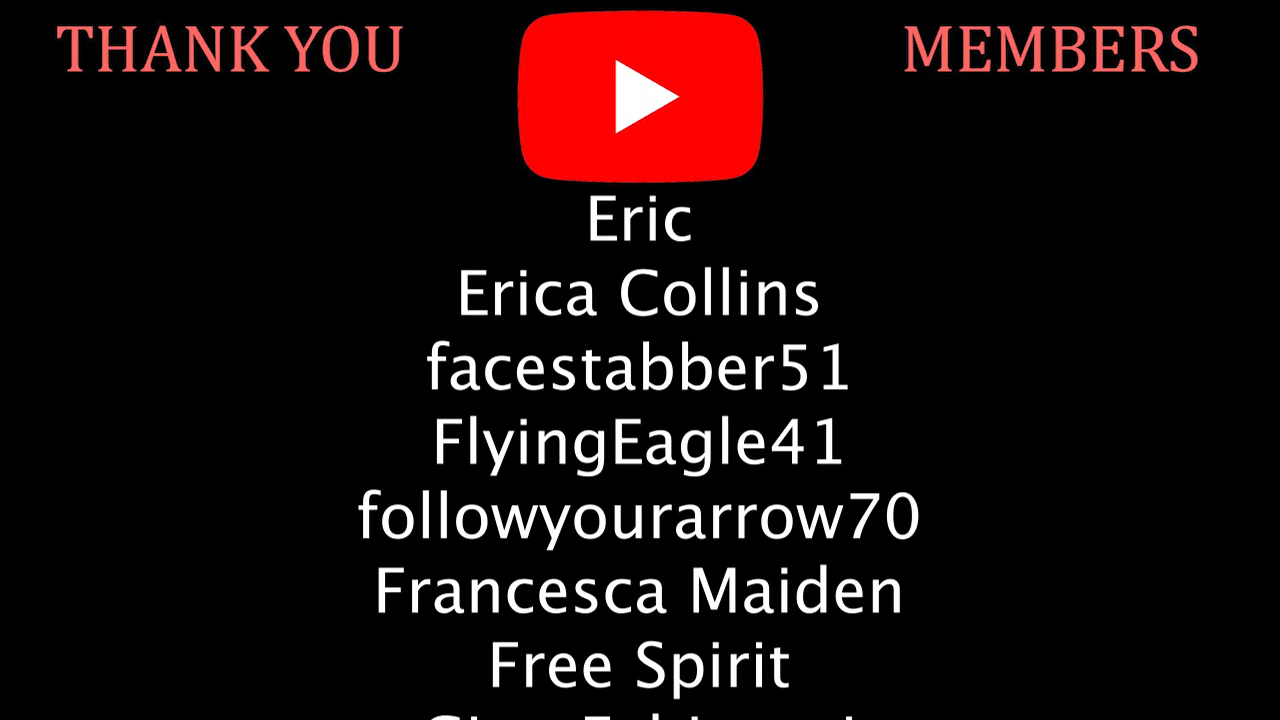 THANK YOU MEMBERS
Eric
Erica Collins
facestabber51
FlyingEagle41
followyourarrow70
Francesca Maiden
Free Spirit